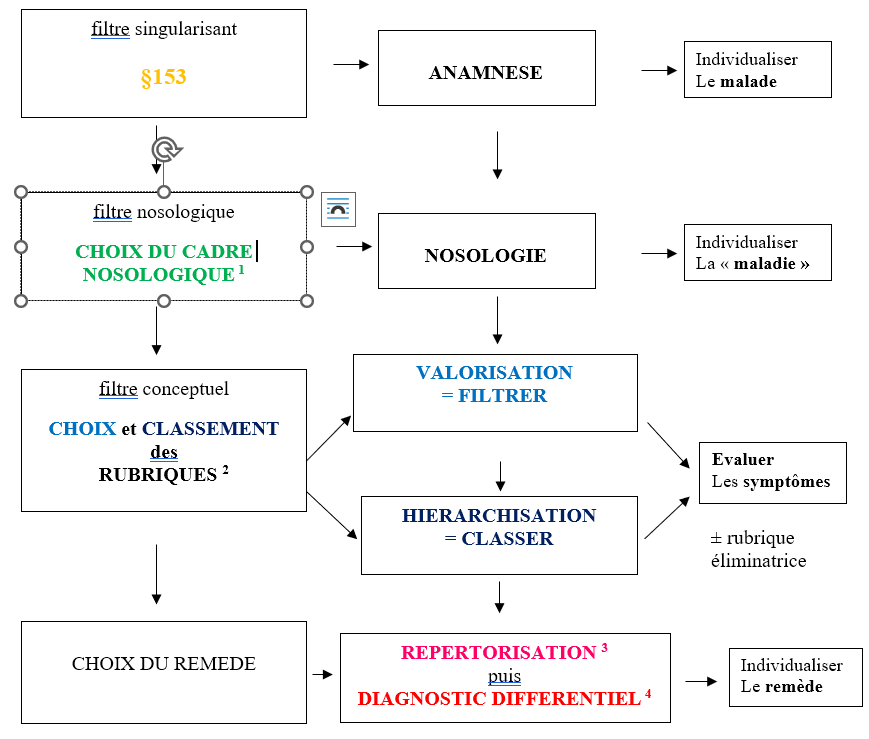 filtre singularisant
§153
ANAMNESE
Individualiser
Le malade
filtre nosologique
CHOIX DU CADRE
NOSOLOGIQUE 1
NOSOLOGIE
Individualiser
La « maladie »
filtre conceptuel
CHOIX et CLASSEMENT
des
RUBRIQUES 2
VALORISATION
= FILTRER
HIERARCHISATION
= CLASSER
Evaluer
Les symptômes
± rubrique
éliminatrice
CHOIX DU REMEDE
REPERTORISATION 3
puis
DIAGNOSTIC DIFFERENTIEL 4
Individualiser
Le remède